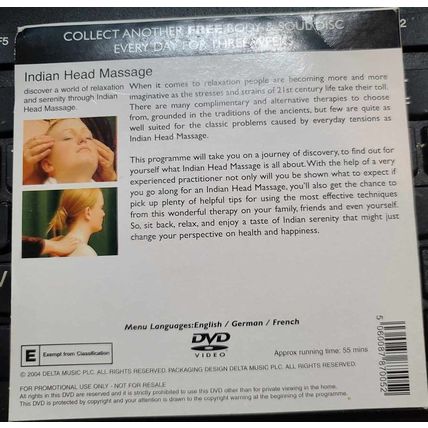 COLLECT ANOTHER FREE BODY & SOUL DISC
EVERY DAY FOR THREE WEEKS
Indian Head Massage
discover a world of relaxation
and serenity through Indian
Head Massage.
When it comes to relaxation people are becoming more and more
imaginative as the stresses and strains of 21st century life take their toll.
There are many complimentary and alternative therapies to choose
from, grounded in the traditions of the ancients, but few are quite as
well suited for the classic problems caused by everyday tensions as
Indian Head Massage.
This programme will take you on a journey of discovery, to find out for
yourself what Indian Head Massage is all about. With the help of a very
experienced practitioner not only will you be shown what to expect if
you go along for an Indian Head Massage, you'll also get the chance to
pick up plenty of helpful tips for using the most effective techniques
from this wonderful therapy on your family, friends and even yourself.
So, sit back, relax, and enjoy a taste of Indian serenity that might just
change your perspective on health and happiness.
Menu Languages:English / German / French
E Exempt from Classification
DVD
VIDEO
Approx running time: 55 mins
5060087870052
© 2004 DELTA MUSIC PLC. ALL RIGHTS RESERVED. PACKAGING DESIGN DELTA MUSIC PLC. ALL RIGHTS RESERVED.
FOR PROMOTIONAL USE ONLY - NOT FOR RESALE
All rights in this DVD are reserved and it is strictly prohibited to use this DVD other than for private viewing in the home.
This DVD is protected by copyright and your attention is drawn to the copyright warning at the beginning of the programme.